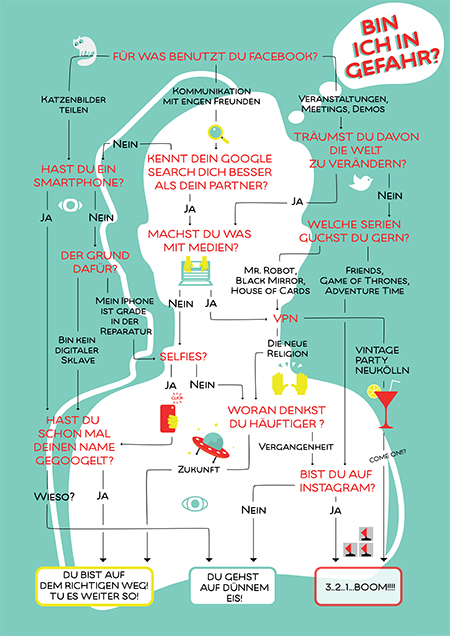 BIN
ICH IN
GEFAHR?
FÜR WAS BENUTZT DU FACEBOOK?
KATZENBILDER
TEILEN
KOMMUNIKATION
MIT ENGEN FREUNDEN
VERANSTALTUNGEN,
MEETINGS, DEMOS
NEIN
KENNT DEIN GOOGLE
SEARCH DICH BESSER
ALS DEIN PARTNER?
TRÄUMST DU DAVON
DIE WELT
ZU VERÄNDERN?
HAST DU EIN
SMARTPHONE?
JA
NEIN
JA
JA
NEIN
MACHST DU WAS
MIT MEDIEN?
WELCHE SERIEN
GUCKST DU GERN?
DER GRUND
DAFÜR?
MR. ROBOT,
BLACK MIRROR,
HOUSE OF CARDS
FRIENDS,
GAME OF THRONES,
ADVENTURE TIME
MEIN IPHONE
IST GRADE
IN DER
REPARATUR
NEIN
JA
VPN
BIN KEIN
DIGITALER
SKLAVE
SELFIES?
DIE NEUE
RELIGION
VINTAGE
PARTY
NEUKÖLLN
JA
NEIN
CLICK
HAST DU
SCHON MAL
DEINEN NAME
GEGOOGELT?
WORAN DENKST
DU HÄUFTIGER ?
ZUKUNFT
VERGANGENHEIT
COME ON!?
BIST DU AUF
INSTAGRAM?
WIESO?
JA
NEIN
JA
DU BIST AUF
DEM RICHTIGEN WEG!
TU ES WEITER SO!
DU GEHST
AUF DÜNNEM
EIS!
3..2..1...BOOM!!!!